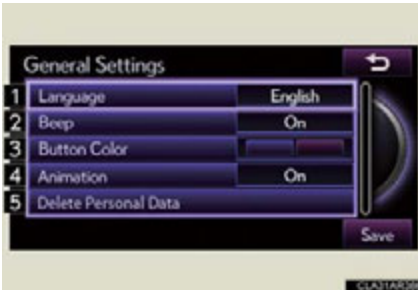 General Settings
1 Language English
2 Beep On
3 Button Color
4 Animation On
5 Delete Personal Data
Save
CLA31AR3B